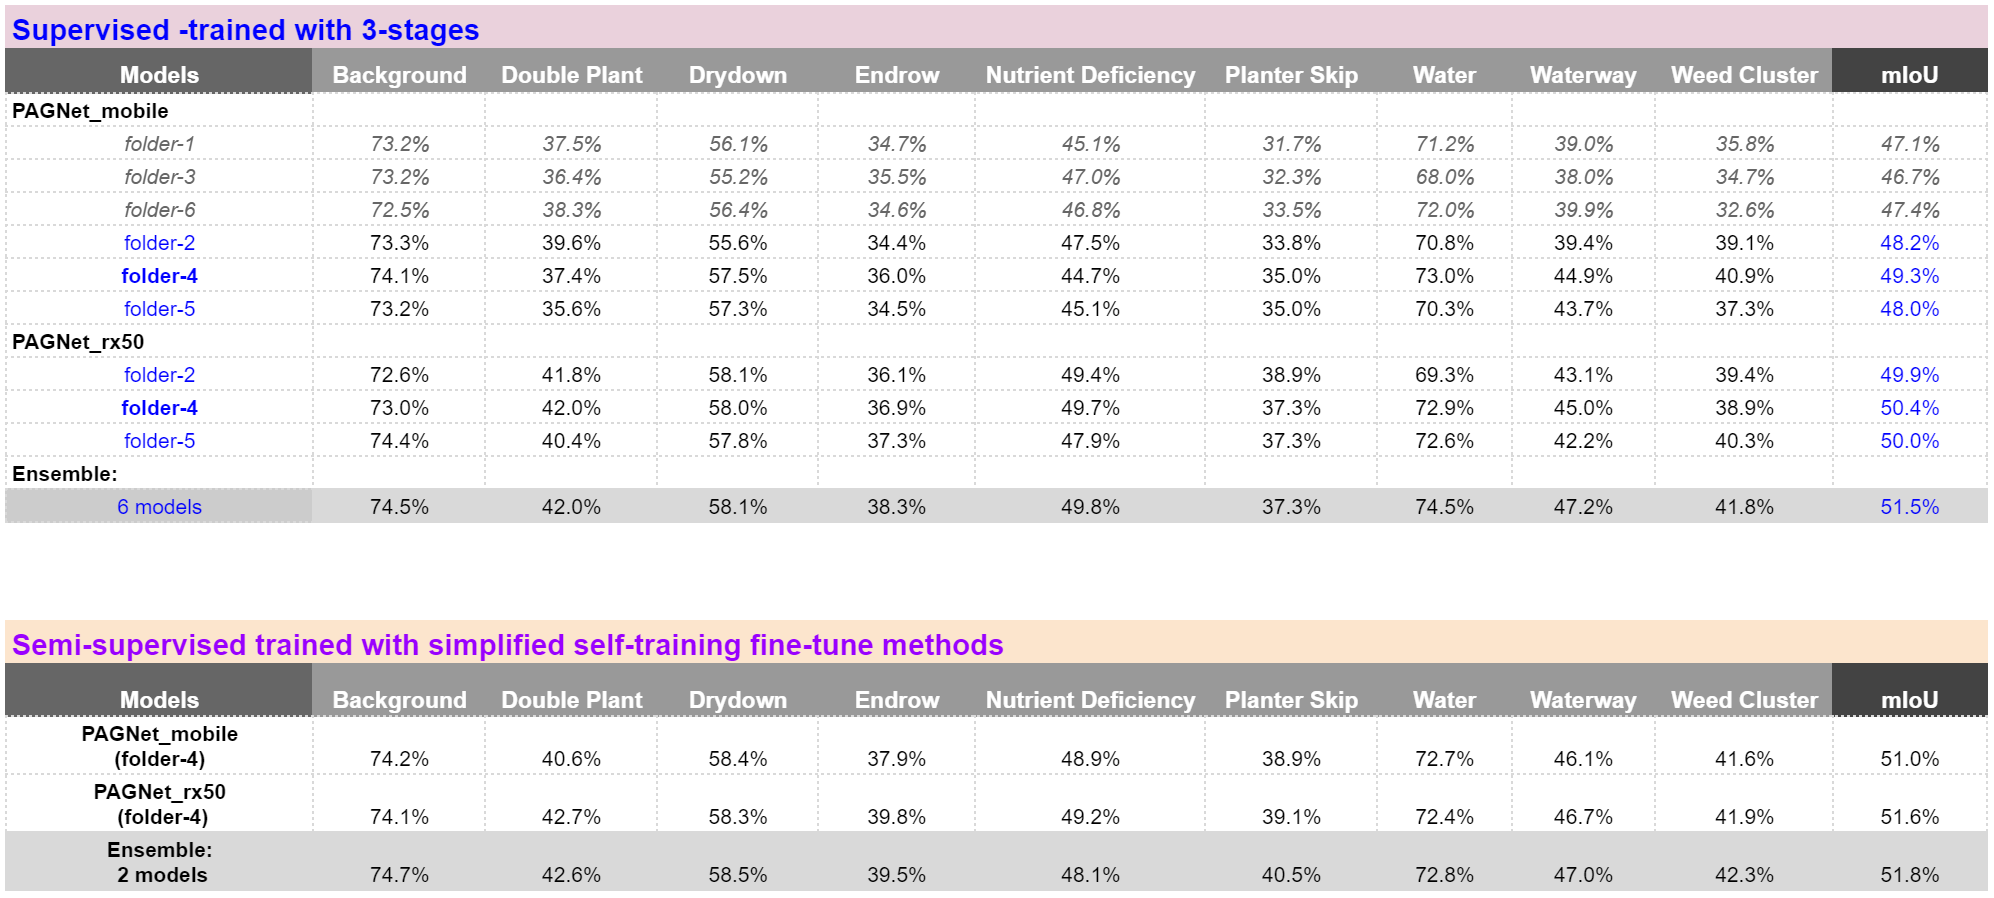 Supervised -trained with 3-stages
Models Background Double Plant Drydown Endrow Nutrient Deficiency Planter Skip Water Waterway Weed Cluster mIoU
PAGNet_mobile
folder-1 73.2% 37.5% 56.1% 34.7% 45.1% 31.7% 71.2% 39.0% 35.8% 47.1%
folder-3 73.2% 36.4% 55.2% 35.5% 47.0% 32.3% 68.0% 38.0% 34.7% 46.7%
folder-6 72.5% 38.3% 56.4% 34.6% 46.8% 33.5% 72.0% 39.9% 32.6% 47.4%
folder-2 73.3% 39.6% 55.6% 34.4% 47.5% 33.8% 70.8% 39.4% 39.1% 48.2%
folder-4 74.1% 37.4% 57.5% 36.0% 44.7% 35.0% 73.0% 44.9% 40.9% 49.3%
folder-5 73.2% 35.6% 57.3% 34.5% 45.1% 35.0% 70.3% 43.7% 37.3% 48.0%
PAGNet_rx50
folder-2 72.6% 41.8% 58.1% 36.1% 49.4% 38.9% 69.3% 43.1% 39.4% 49.9%
folder-4 73.0% 42.0% 58.0% 36.9% 49.7% 37.3% 72.9% 45.0% 38.9% 50.4%
folder-5 74.4% 40.4% 57.8% 37.3% 47.9% 37.3% 72.6% 42.2% 40.3% 50.0%
Ensemble:
6 models 74.5% 42.0% 58.1% 38.3% 49.8% 37.3% 74.5% 47.2% 41.8% 51.5%
Semi-supervised trained with simplified self-training fine-tune methods
Models Background Double Plant Drydown Endrow Nutrient Deficiency Planter Skip Water Waterway Weed Cluster mIoU
PAGNet_mobile
(folder-4) 74.2% 40.6% 58.4% 37.9% 48.9% 38.9% 72.7% 46.1% 41.6% 51.0%
PAGNet_rx50
(folder-4) 74.1% 42.7% 58.3% 39.8% 49.2% 39.1% 72.4% 46.7% 41.9% 51.6%
Ensemble:
2 models 74.7% 42.6% 58.5% 39.5% 48.1% 40.5% 72.8% 47.0% 42.3% 51.8%